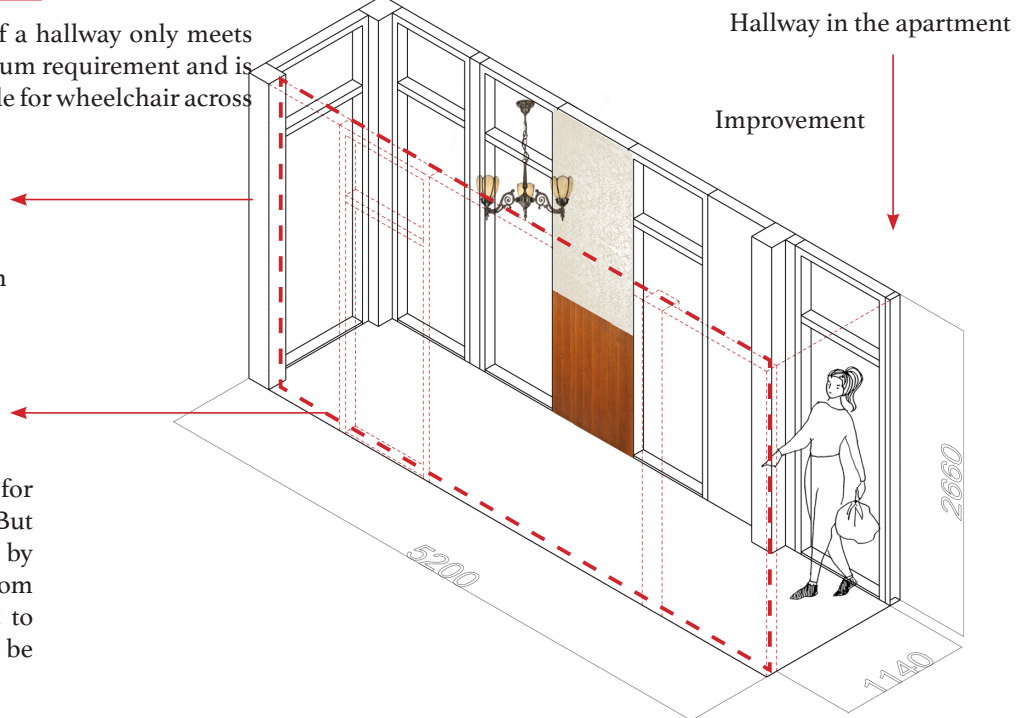 f a hallway only meets
um requirement and is
le for wheelchair across
Hallway in the apartment
Improvement
n
for
But
by
om
to
be
5200
2660
1140